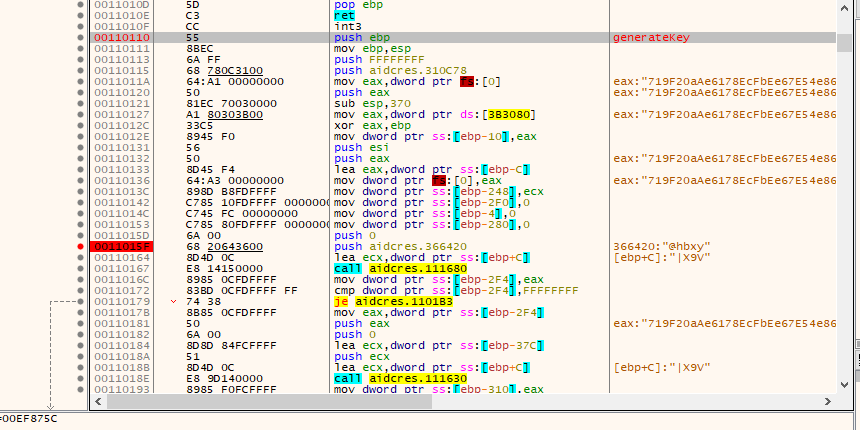 0011010D 5D pop ebp
0011010E C3 ret
0011010F CC int3
00110110 55 push ebp generateKey
00110111 8BEC mov ebp,esp
00110113 6A FF push FFFFFFFF
00110115 68 780C3100 push aidcres.310C78
0011011A 64:A1 00000000 mov eax,dword ptr fs:[0] eax:"719F20aAe6178EcFbEe67E54e86
00110120 50 push eax eax:"719F20aAe6178EcFbEe67E54e86
00110121 81EC 70030000 sub esp,370
00110127 A1 80303B00 mov eax,dword ptr ds:[3B3080] eax:"719F20aAe6178EcFbEe67E54e86
0011012C 33C5 xor eax,ebp eax:"719F20aAe6178EcFbEe67E54e86
0011012E 8945 F0 mov dword ptr ss:[ebp-10],eax
00110131 56 push esi
00110132 50 push eax eax:"719F20aAe6178EcFbEe67E54e86
00110133 8D45 F4 lea eax,dword ptr ss:[ebp-C]
00110136 64:A3 00000000 mov dword ptr fs:[0],eax eax:"719F20aAe6178EcFbEe67E54e86
0011013C 898D B8FDFFFF mov dword ptr ss:[ebp-248],ecx
00110142 C785 10FDFFFF 0000000 mov dword ptr ss:[ebp-2F0],0
0011014C C745 FC 00000000 mov dword ptr ss:[ebp-4],0
00110153 C785 80FDFFFF 0000000 mov dword ptr ss:[ebp-280],0
0011015D 6A 00 push 0
0011015F 68 20643600 push aidcres.366420 366420:"@hbxy"
00110164 8D4D 0C lea ecx,dword ptr ss:[ebp+C] [ebp+C]:"|X9V"
00110167 E8 14150000 call aidcres.111680
0011016C 8985 0CFDFFFF mov dword ptr ss:[ebp-2F4],eax
00110172 83BD 0CFDFFFF FF cmp dword ptr ss:[ebp-2F4],FFFFFFFF
00110179 74 38 je aidcres.1101B3
0011017B 8B85 0CFDFFFF mov eax,dword ptr ss:[ebp-2F4]
00110181 50 push eax eax:"719F20aAe6178EcFbEe67E54e86
00110182 6A 00 push 0
00110184 8D8D 84FCFFFF lea ecx,dword ptr ss:[ebp-37C]
0011018A 51 push ecx
0011018B 8D4D 0C lea ecx,dword ptr ss:[ebp+C] [ebp+C]:"|X9V"
0011018E E8 9D140000 call aidcres.111630
00110193 8985 F0FCFFFF mov dword ptr ss:[ebp-310],eax
=00EF875C